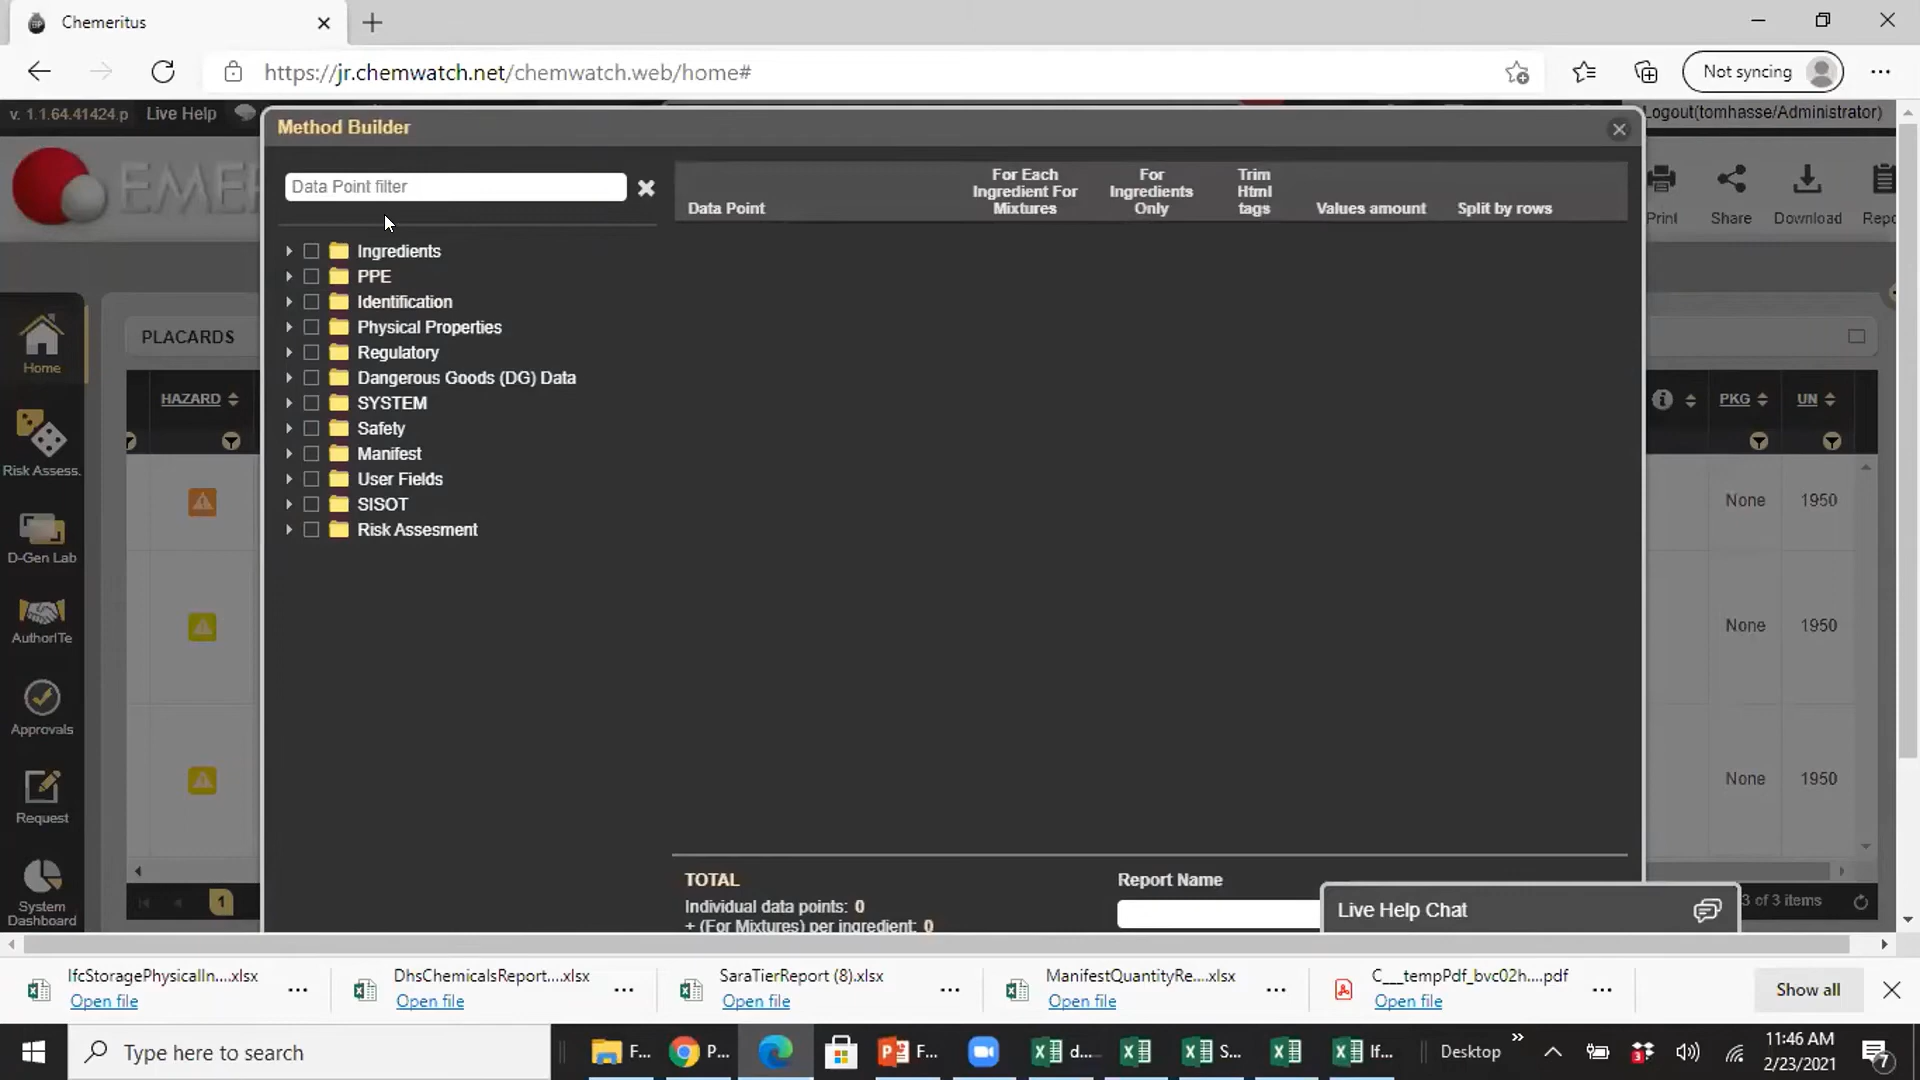 Chemeritus
https://jr.chemwatch.net/chemwatch.web/home#
Not syncing
v. 1.1.64.41424.p
Live Help
Logout(tomhasse/Administrator)
Method Builder
EMER
Print
Share
Download
Repo
Data Point filter
Data Point
For Each
Ingredient For
Mixtures
For
Ingredients
Only
Trim
Html
tags
Values amount
Split by rows
Ingredients
PPE
Identification
Physical Properties
Regulatory
Dangerous Goods (DG) Data
SYSTEM
Safety
Manifest
User Fields
SISOT
Risk Assesment
Home
Risk Assess.
D-Gen Lab
AuthorITe
Approvals
Request
System
Dashboard
PLACARDS
HAZARD
PKG
UN
None
1950
None
1950
None
1950
1
3 of 3 items
TOTAL
Individual data points: 0
+ (For Mixtures) per ingredient: 0
Report Name
Live Help Chat
IfcStoragePhysicalIn....xlsx
Open file
DhsChemicalsReport....xlsx
Open file
SaraTierReport (8).xlsx
Open file
ManifestQuantityRe....xlsx
Open file
C___tempPdf_bvc02h....pdf
Open file
Show all
Type here to search
F...
P...
F...
d...
S...
If...
Desktop
3
11:46 AM
2/23/2021
7